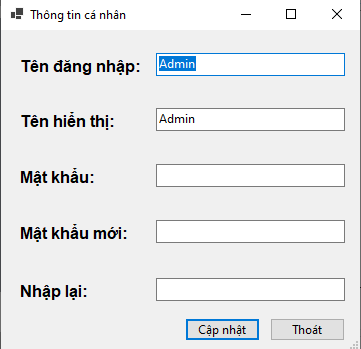 Thông tin cá nhân
Tên đăng nhập: Admin
Tên hiển thị: Admin
Mật khẩu:
Mật khẩu mới:
Nhập lại:
Cập nhật Thoát